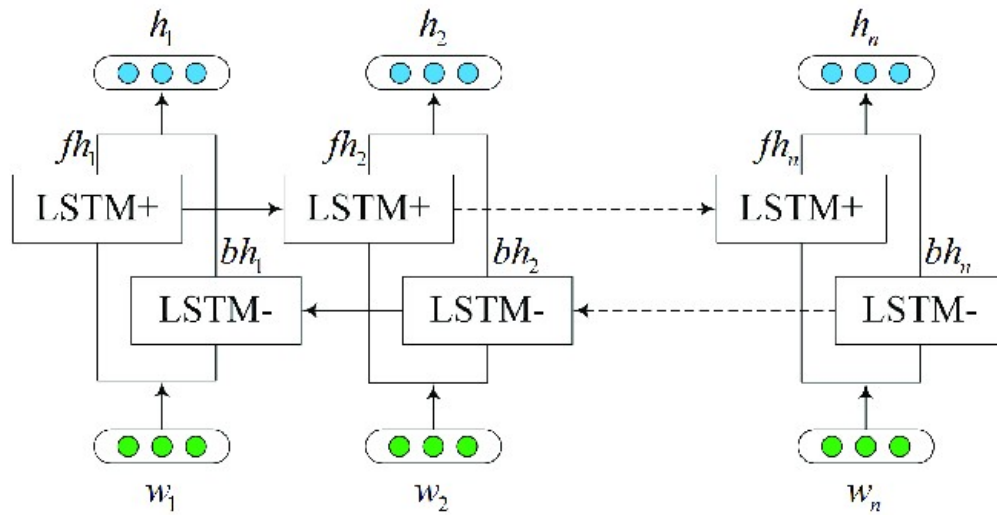 h₁ h₂ hₙ
fh₁ fh₂ fhₙ
LSTM+ LSTM+ LSTM+
bh₁ bh₂ bhₙ
LSTM- LSTM- LSTM-
w₁ w₂ wₙ